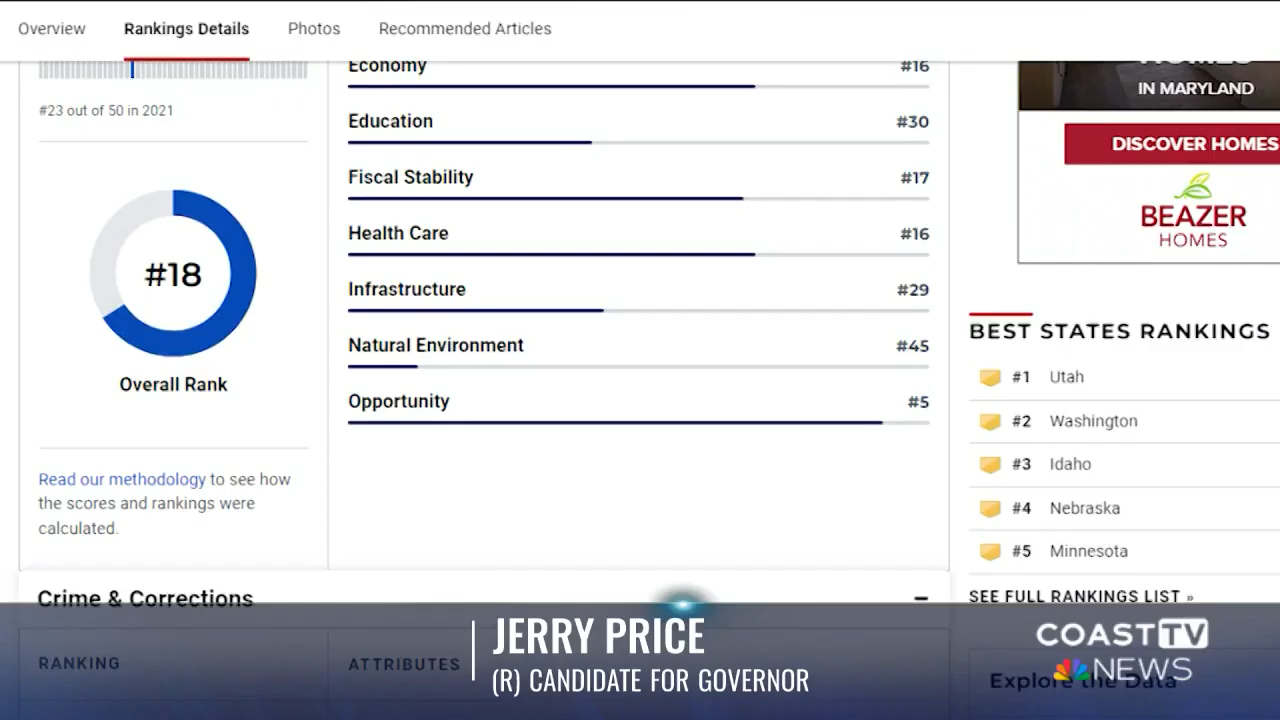 Overview
Rankings Details
Photos
Recommended Articles
#23 out of 50 in 2021
#18
Overall Rank
Read our methodology to see how
the scores and rankings were
calculated.
Economy #16
Education #30
Fiscal Stability #17
Health Care #16
Infrastructure #29
Natural Environment #45
Opportunity #5
HOMES
IN MARYLAND
DISCOVER HOMES
BEAZER
HOMES
BEST STATES RANKINGS
#1 Utah
#2 Washington
#3 Idaho
#4 Nebraska
#5 Minnesota
SEE FULL RANKINGS LIST »
Explore the Data
Crime & Corrections
RANKING
ATTRIBUTES
JERRY PRICE
(R) CANDIDATE FOR GOVERNOR
COAST TV
NEWS